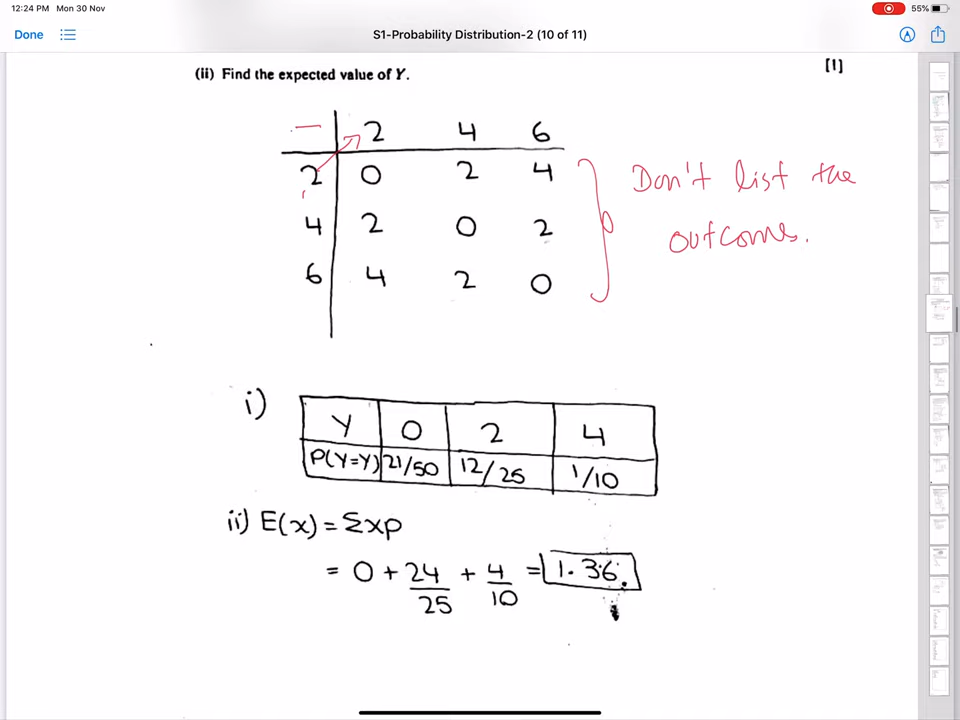 12:24 PM Mon 30 Nov
55%
Done
S1-Probability Distribution-2 (10 of 11)
[1]
(ii) Find the expected value of Y.
— 2 4 6
2 0 2 4
4 2 0 2
6 4 2 0
Don't list the
outcomes.
i)
Y 0 2 4
P(Y=Y) 21/50 12/25 1/10
ii) E(x) = Σxp
= 0 + 24/25 + 4/10 = 1.36.